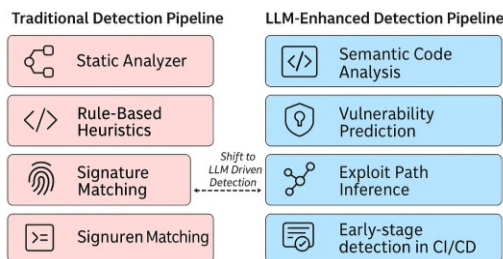 Traditional Detection Pipeline
Static Analyzer
Rule-Based
Heuristics
Signature
Matching
Signuren Matching
Shift to
LLM Driven
Detection
LLM-Enhanced Detection Pipeline
Semantic Code
Analysis
Vulnerability
Prediction
Exploit Path
Inference
Early-stage
detection in CI/CD